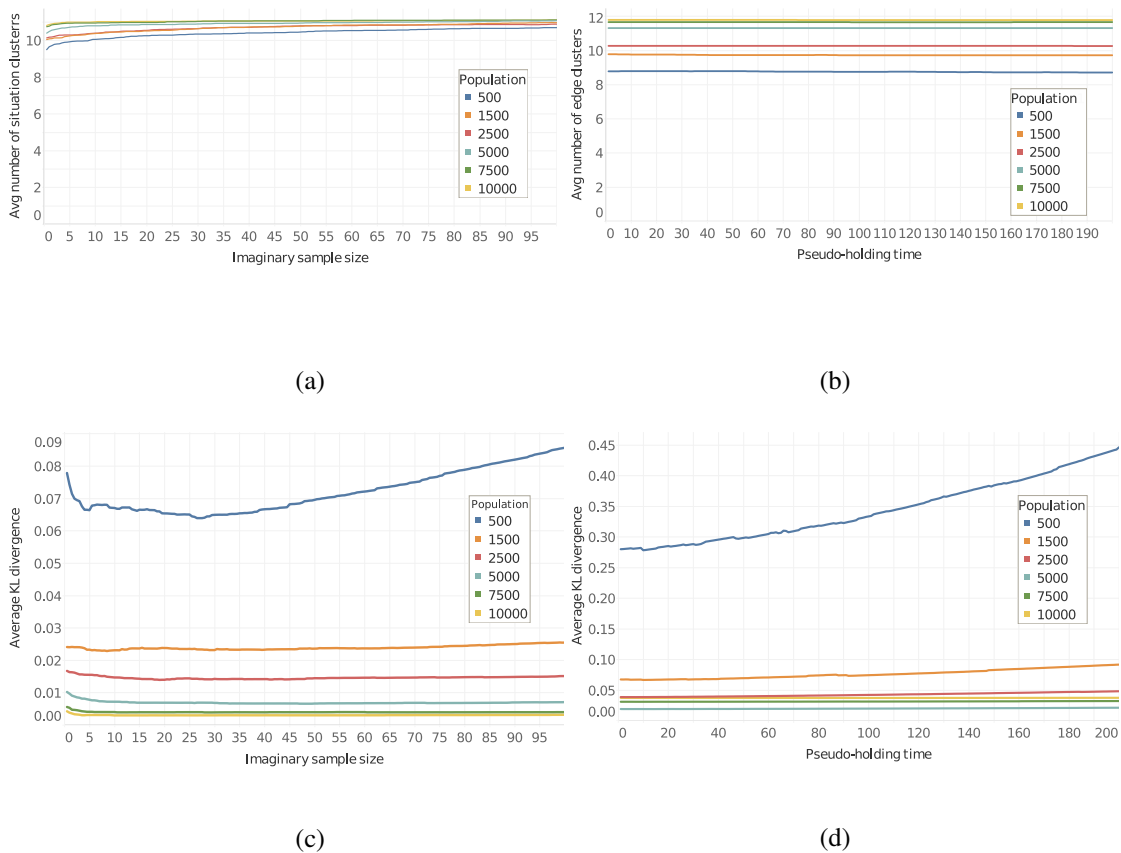 Avg number of situation clusterrs
10
8
6
4
2
0
Population
500
1500
2500
5000
7500
10000
0 5 10 15 20 25 30 35 40 45 50 55 60 65 70 75 80 85 90 95
Imaginary sample size
(a)
Avg number of edge clusters
12
10
8
6
4
2
0
Population
500
1500
2500
5000
7500
10000
0 10 20 30 40 50 60 70 80 90 100 110 120 130 140 150 160 170 180 190
Pseudo-holding time
(b)
Average KL divergence
0.09
0.08
0.07
0.06
0.05
0.04
0.03
0.02
0.01
0.00
Population
500
1500
2500
5000
7500
10000
0 5 10 15 20 25 30 35 40 45 50 55 60 65 70 75 80 85 90 95
Imaginary sample size
(c)
Average KL divergence
0.45
0.40
0.35
0.30
0.25
0.20
0.15
0.10
0.05
0.00
Population
500
1500
2500
5000
7500
10000
0 20 40 60 80 100 120 140 160 180 200
Pseudo-holding time
(d)